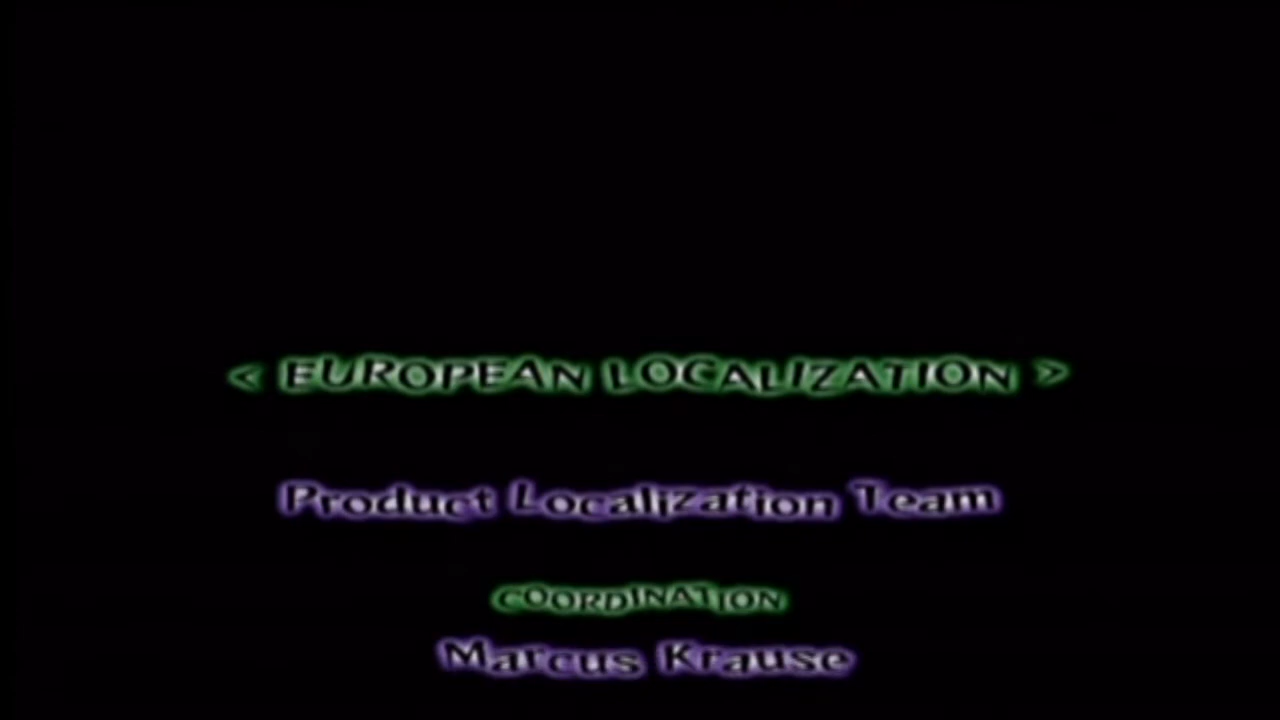 < EUROPEAN LOCALIZATION >
Product Localization Team
COORDINATION
Marcus Krause